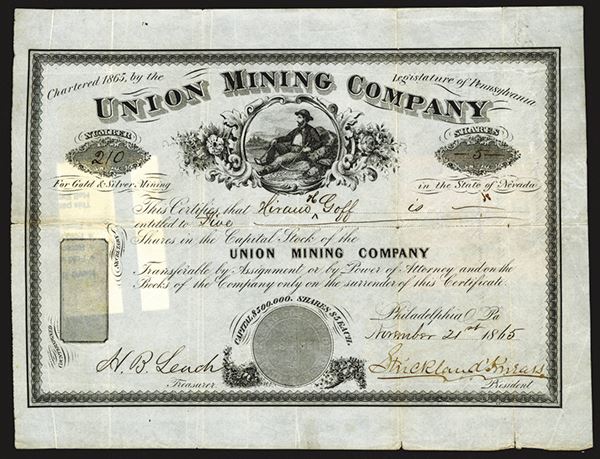 Chartered 1865, by the Legislature of Pennsylvania
UNION MINING COMPANY
NUMBER
210
SHARES
5
For Gold & Silver Mining
in the State of Nevada
This Certifies that Hiram Goff is
entitled to Five
Shares in the Capital Stock of the
UNION MINING COMPANY
Transferable by Assignment or by Power of Attorney and on the
Books of the Company only on the surrender of this Certificate.
CAPITAL $500,000. SHARES $5 EACH.
Philadelphia Pa
November 21st 1865
H. B. Leach
Treasurer
Strickland Kneass
President